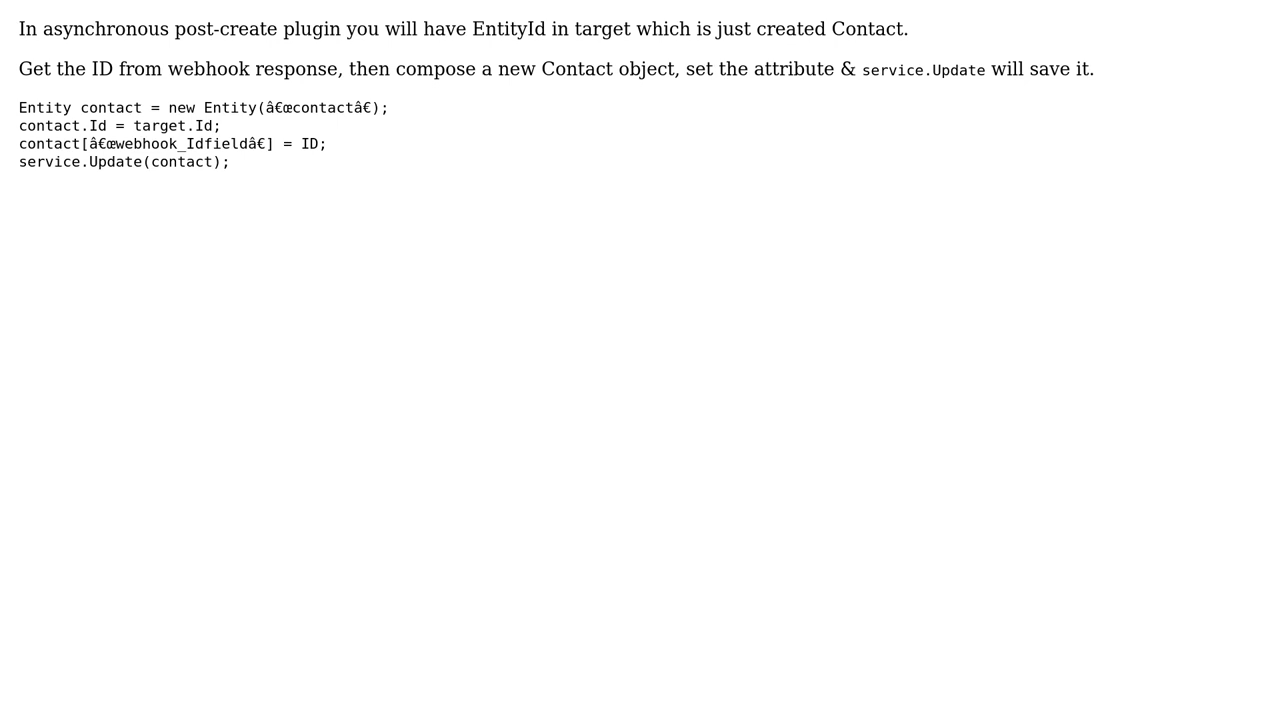 In asynchronous post-create plugin you will have EntityId in target which is just created Contact.
Get the ID from webhook response, then compose a new Contact object, set the attribute & service.Update will save it.
Entity contact = new Entity(â€œcontactâ€);
contact.Id = target.Id;
contact[â€œwebhook_Idfieldâ€] = ID;
service.Update(contact);